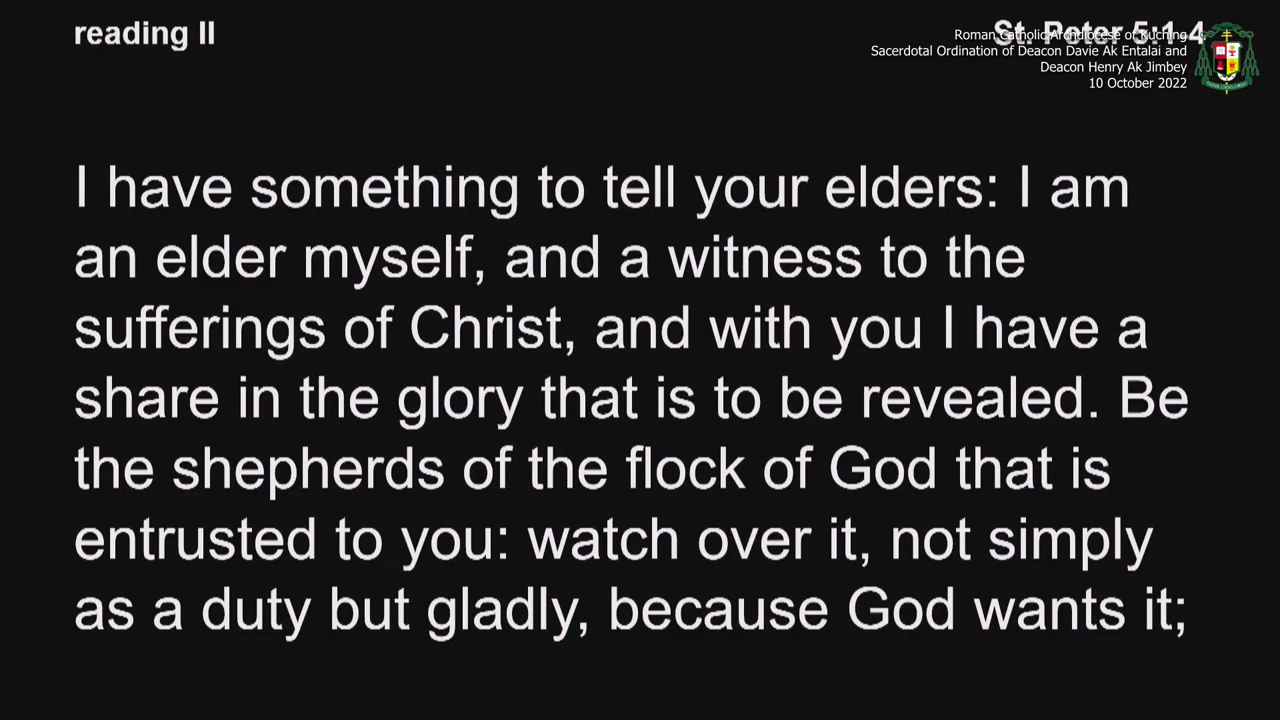 reading II
St. Peter 5:1-4
Roman Catholic Archdiocese of Kuching
Sacerdotal Ordination of Deacon Davie Ak Entalai and
Deacon Henry Ak Jimbey
10 October 2022
I have something to tell your elders: I am
an elder myself, and a witness to the
sufferings of Christ, and with you I have a
share in the glory that is to be revealed. Be
the shepherds of the flock of God that is
entrusted to you: watch over it, not simply
as a duty but gladly, because God wants it;